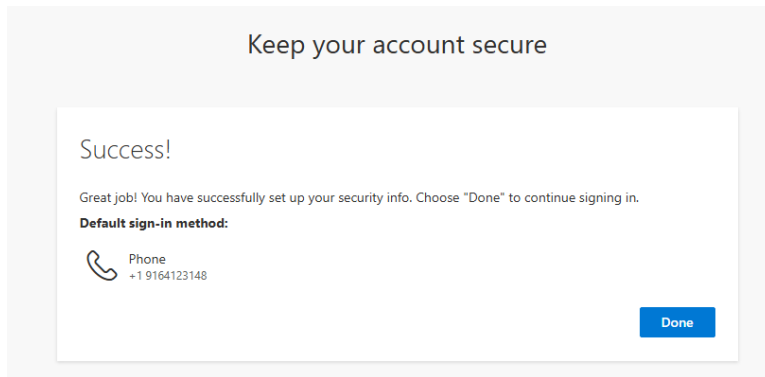 Keep your account secure
Success!
Great job! You have successfully set up your security info. Choose "Done" to continue signing in.
Default sign-in method:
Phone
+1 9164123148
Done